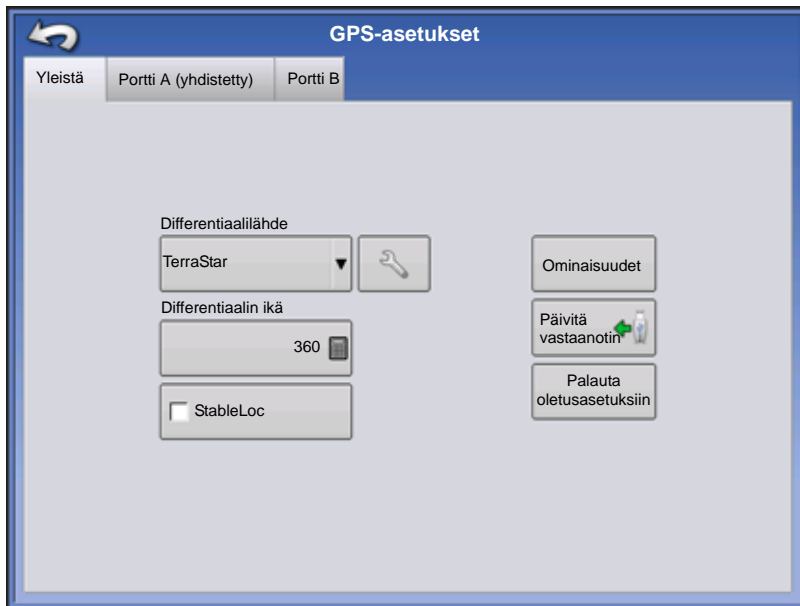 GPS-asetukset
Yleistä
Portti A (yhdistetty)
Portti B
Differentiaalilähde
TerraStar
Ominaisuudet
Differentiaalin ikä
360
Päivitä
vastaanotin
StableLoc
Palauta
oletusasetuksiin